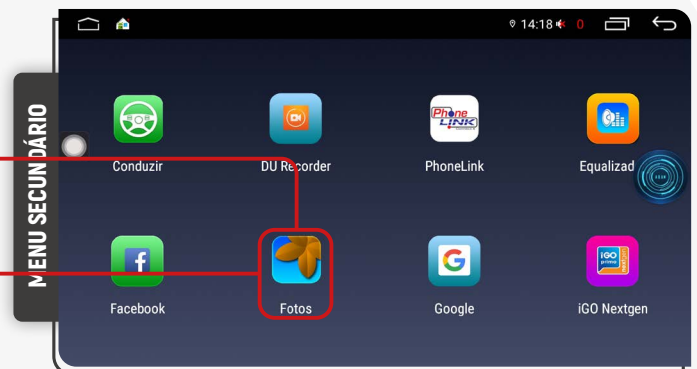 14:18 0
MENU SECUNDÁRIO
Phone
LINK
Conduzir
DU Recorder
PhoneLink
Equalizad
f
G
iGO
primo
nextgen
Facebook
Fotos
Google
iGO Nextgen